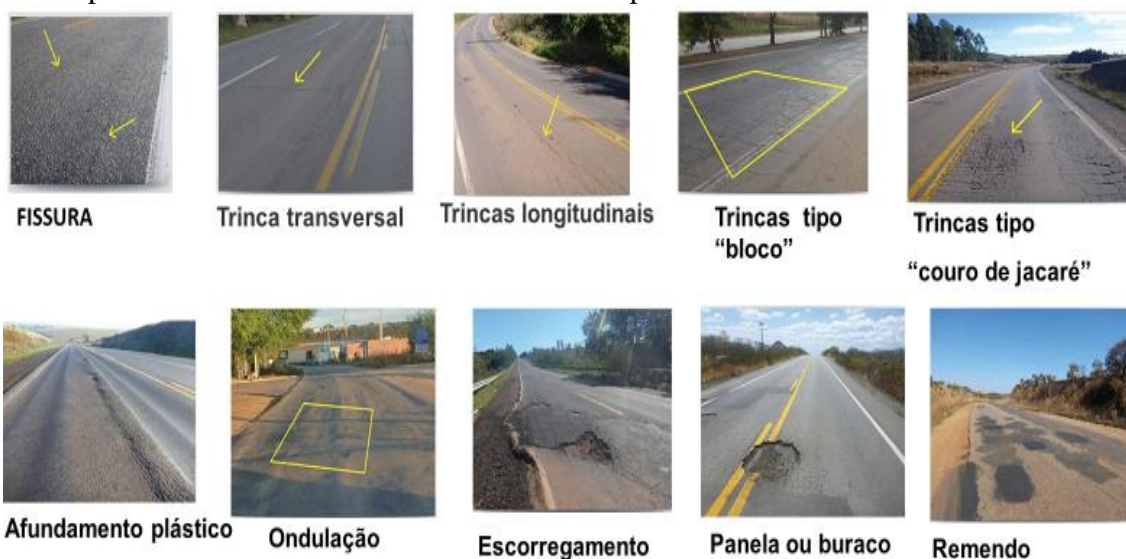 FISSURA
Trinca transversal
Trincas longitudinais
Trincas tipo
“bloco”
Trincas tipo
“couro de jacaré”
Afundamento plástico
Ondulação
Escorregamento
Panela ou buraco
Remendo